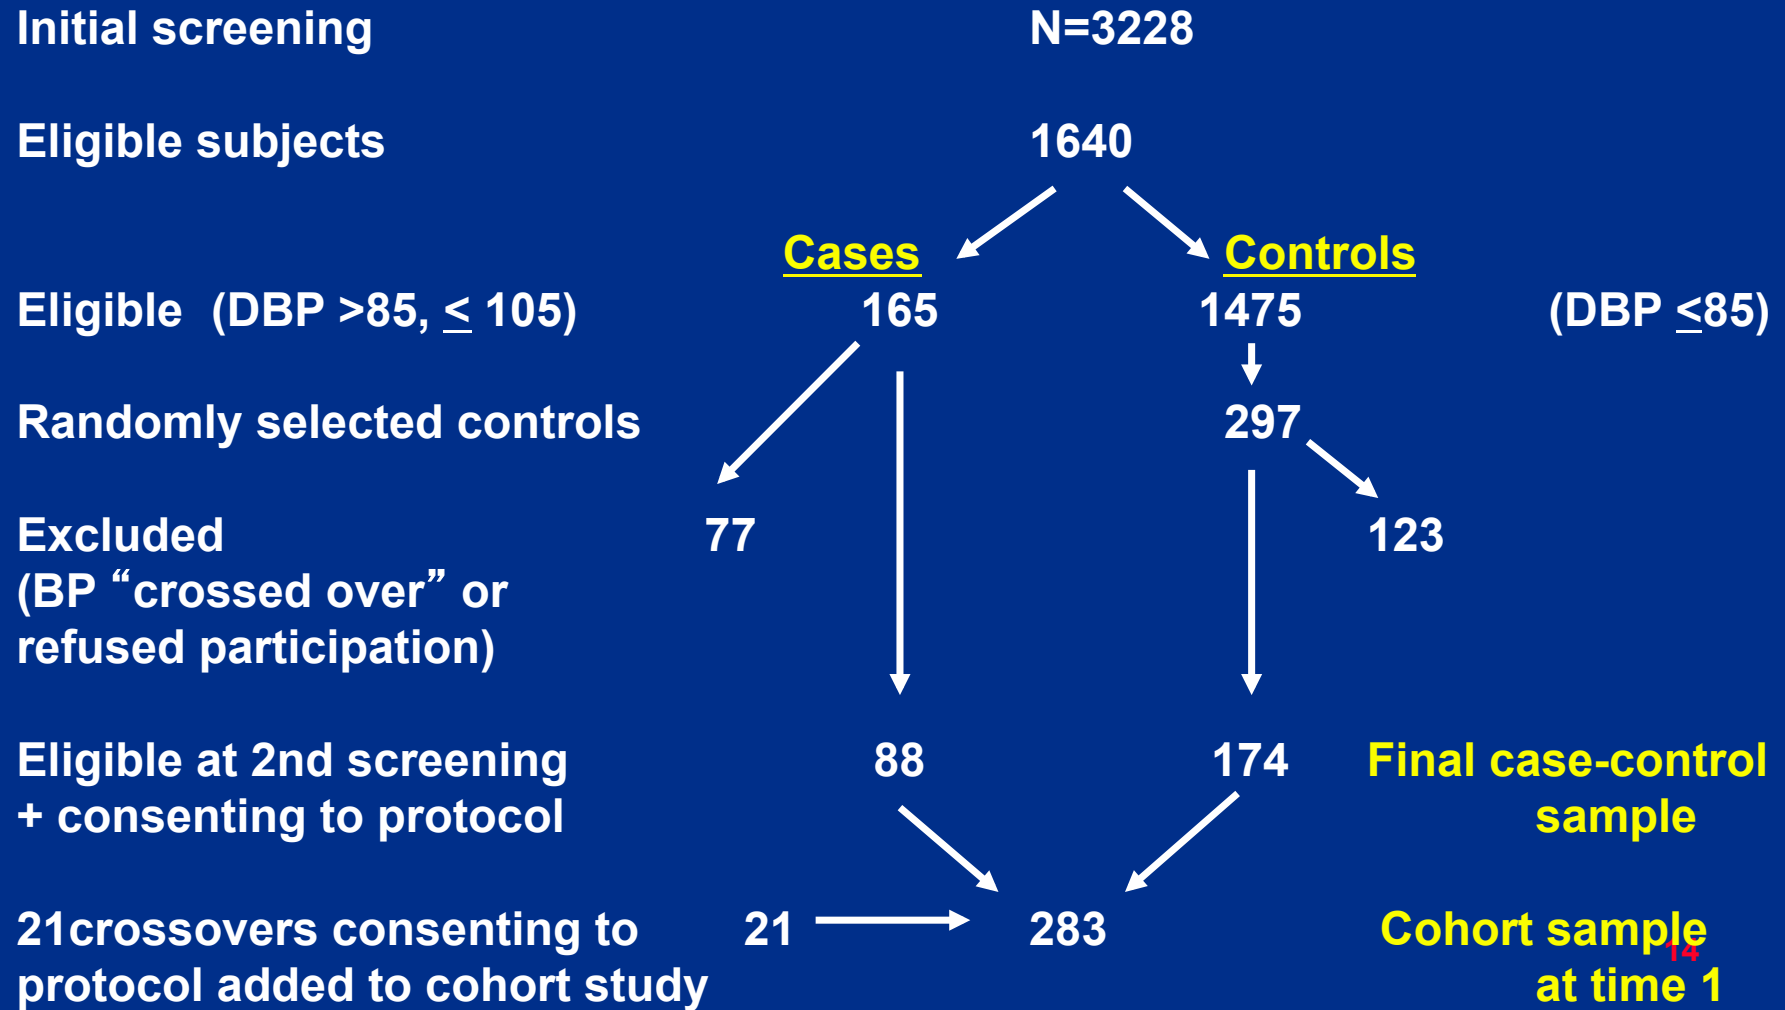 Initial screening N=3228
Eligible subjects 1640
Cases Controls
Eligible (DBP >85, ≤ 105) 165 1475 (DBP ≤85)
Randomly selected controls 297
Excluded 77 123
(BP “crossed over” or
refused participation)
Eligible at 2nd screening 88 174 Final case-control
+ consenting to protocol sample
21crossovers consenting to 21 283 Cohort sample
14
protocol added to cohort study at time 1